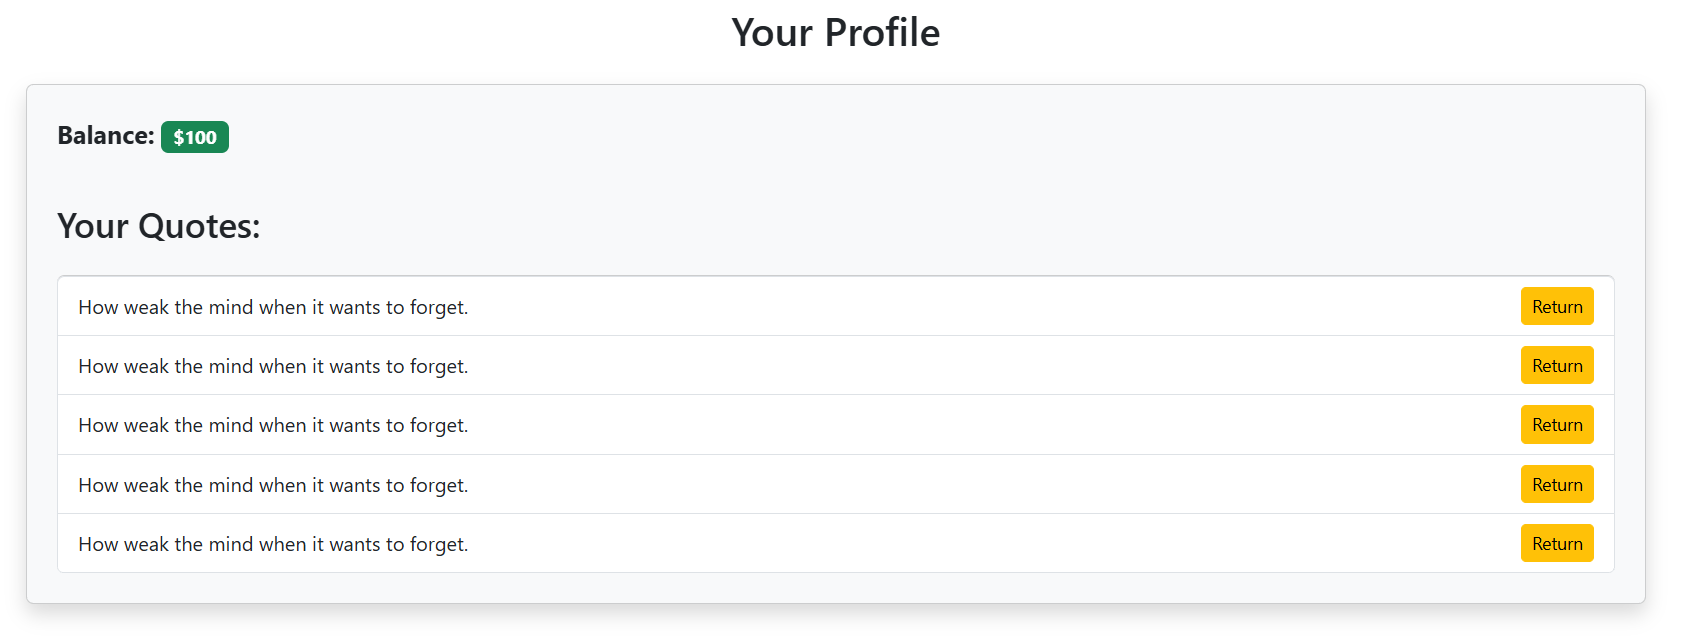 Your Profile
Balance: $100
Your Quotes:
How weak the mind when it wants to forget. Return
How weak the mind when it wants to forget. Return
How weak the mind when it wants to forget. Return
How weak the mind when it wants to forget. Return
How weak the mind when it wants to forget. Return